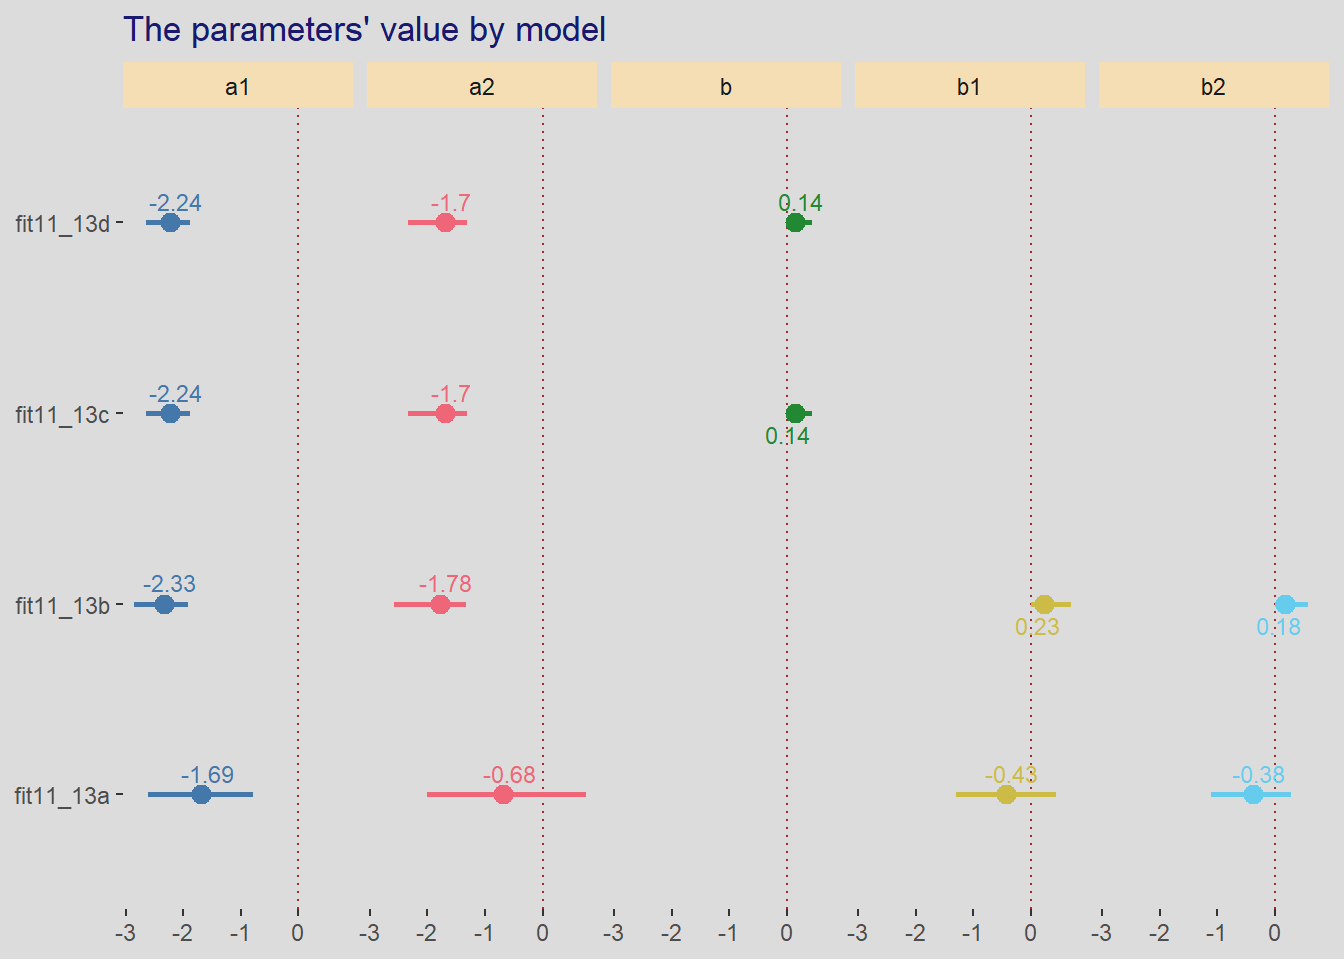 The parameters' value by model
a1 a2 b b1 b2
-2.24 -1.7 0.14
fit11_13d
-2.24 -1.7
fit11_13c
0.14
-2.33 -1.78
fit11_13b
0.23 0.18
-1.69 -0.68 -0.43 -0.38
fit11_13a
-3 -2 -1 0 -3 -2 -1 0 -3 -2 -1 0 -3 -2 -1 0 -3 -2 -1 0